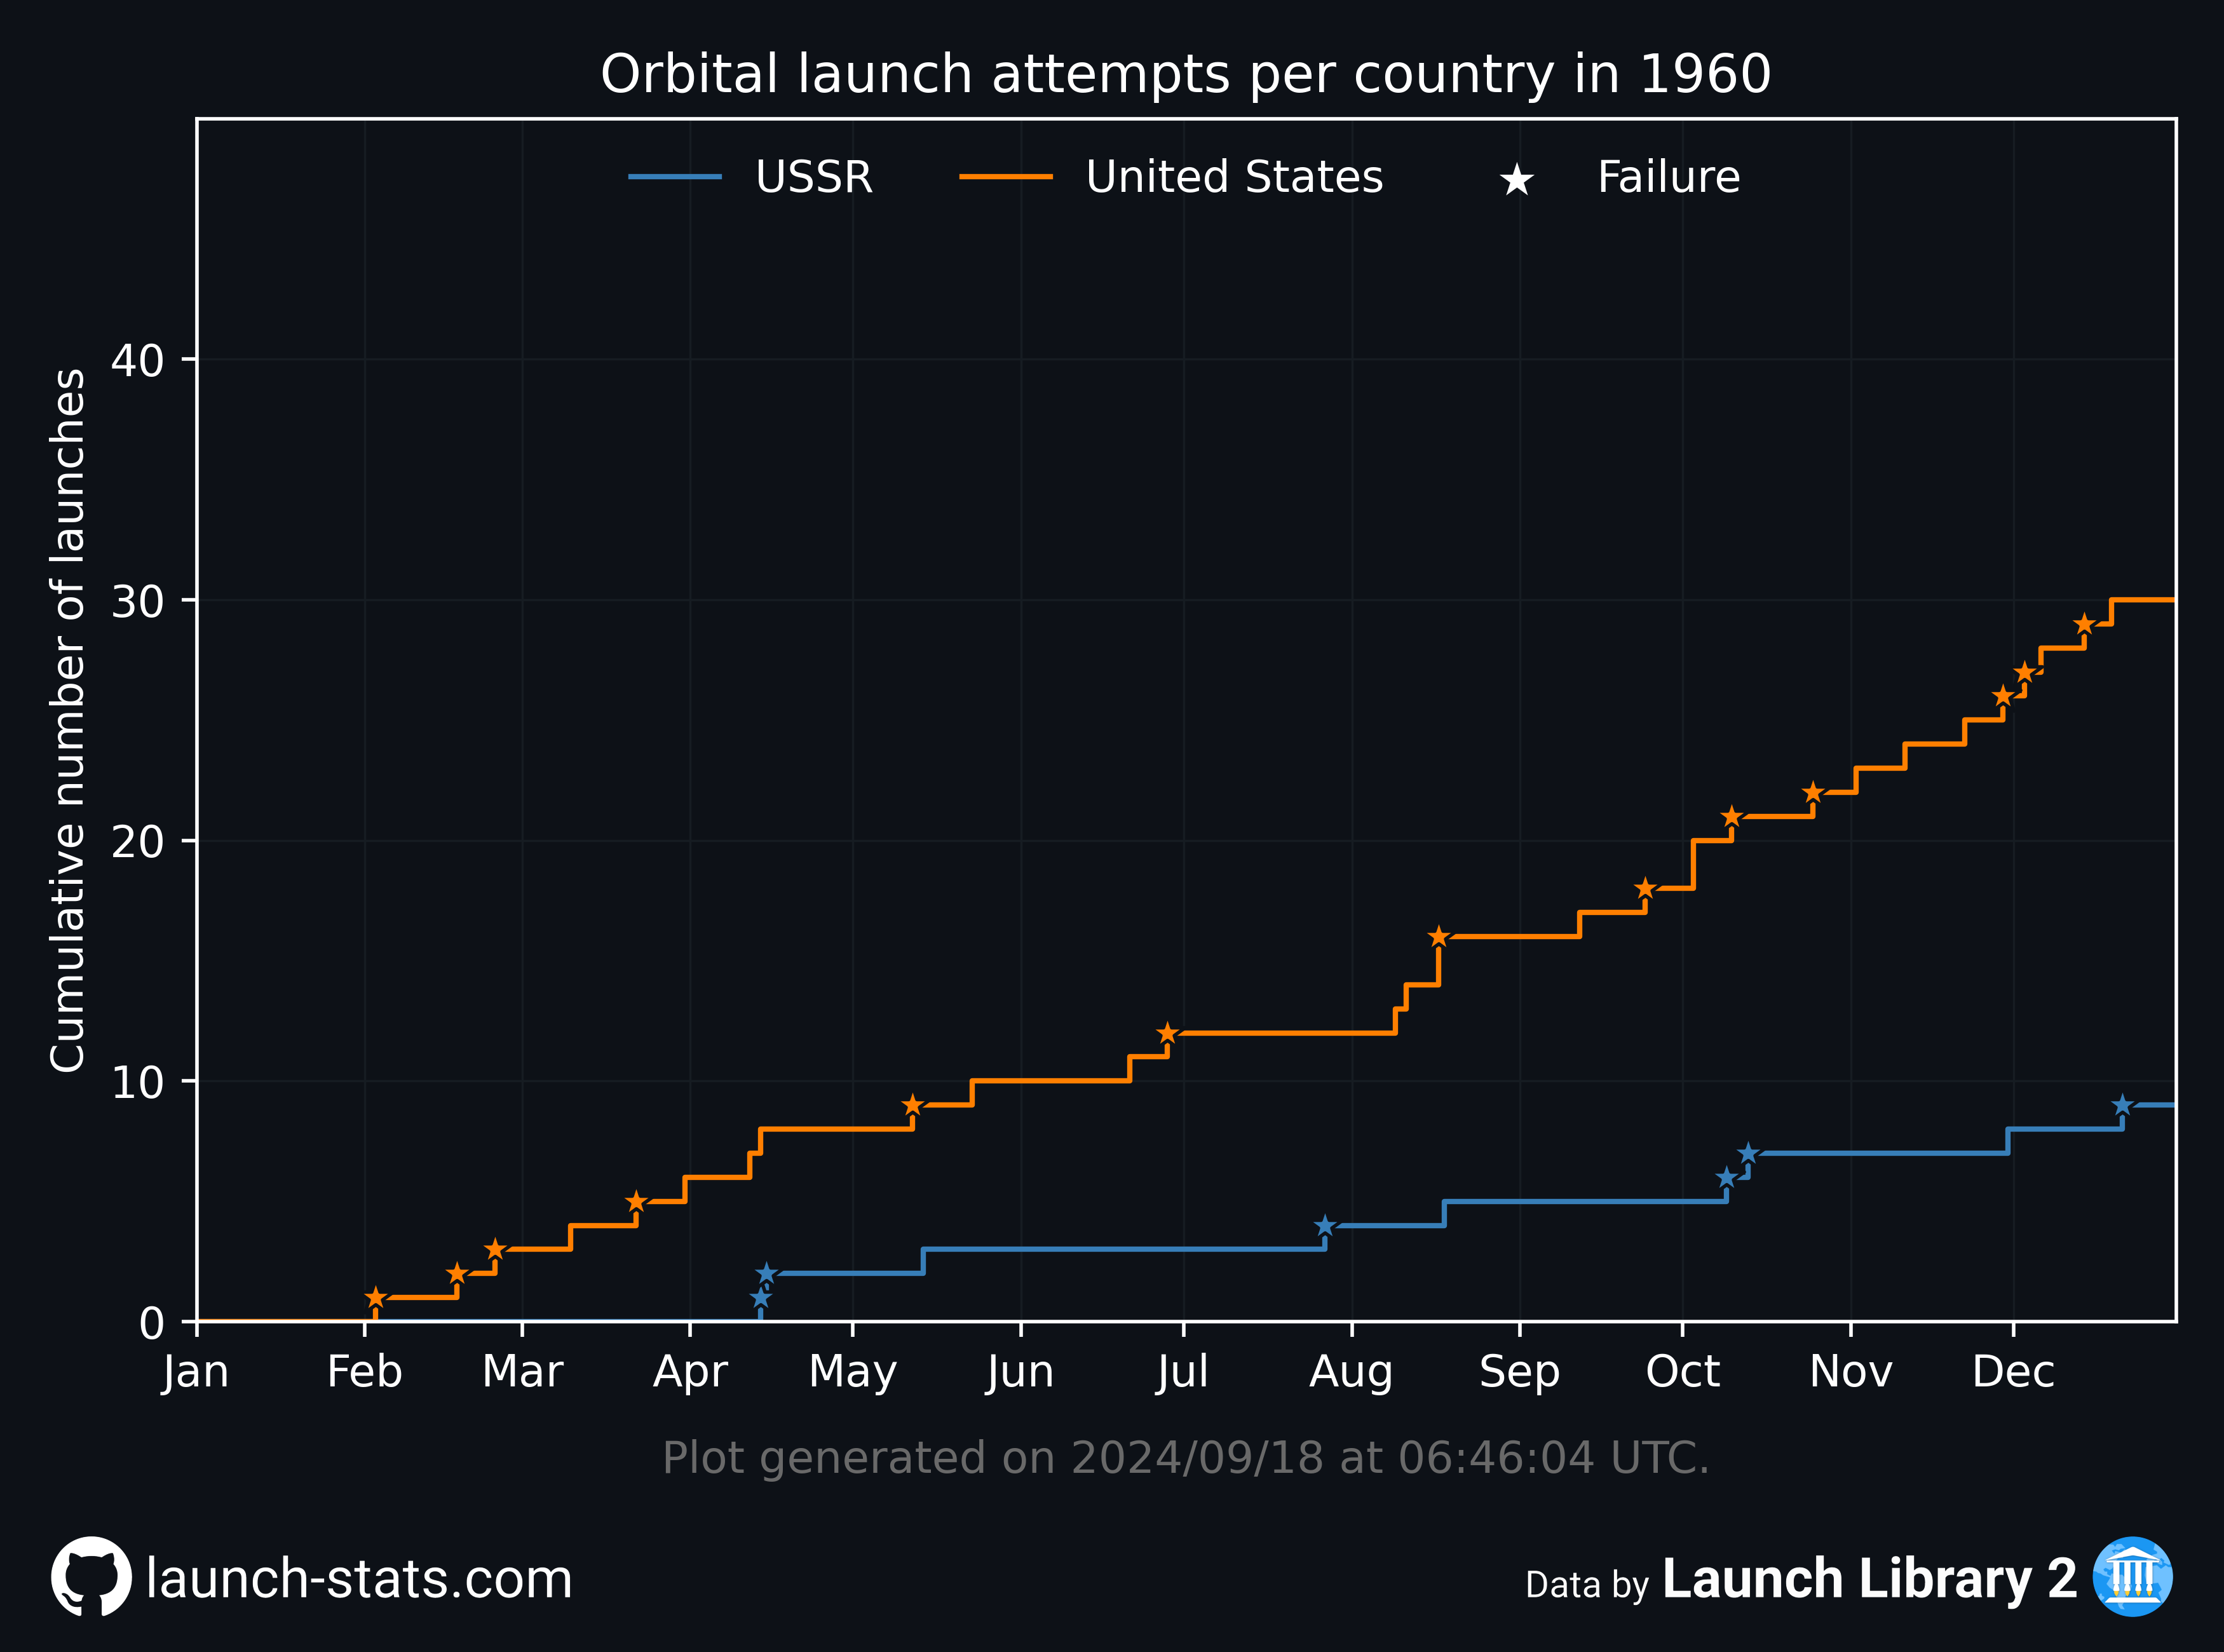 Orbital launch attempts per country in 1960
USSR United States Failure
Cumulative number of launches
40
30
20
10
0
Jan Feb Mar Apr May Jun Jul Aug Sep Oct Nov Dec
Plot generated on 2024/09/18 at 06:46:04 UTC.
launch-stats.com
Data by Launch Library 2